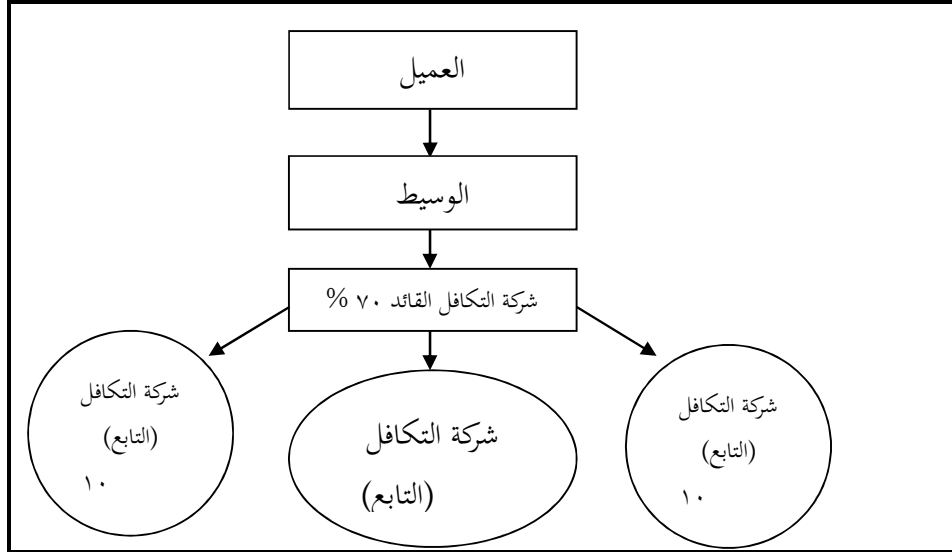 العميل
الوسيط
شركة التكافل القائد ٧٠ %
شركة التكافل
(التابع)
١٠
شركة التكافل
(التابع)
شركة التكافل
(التابع)
١٠